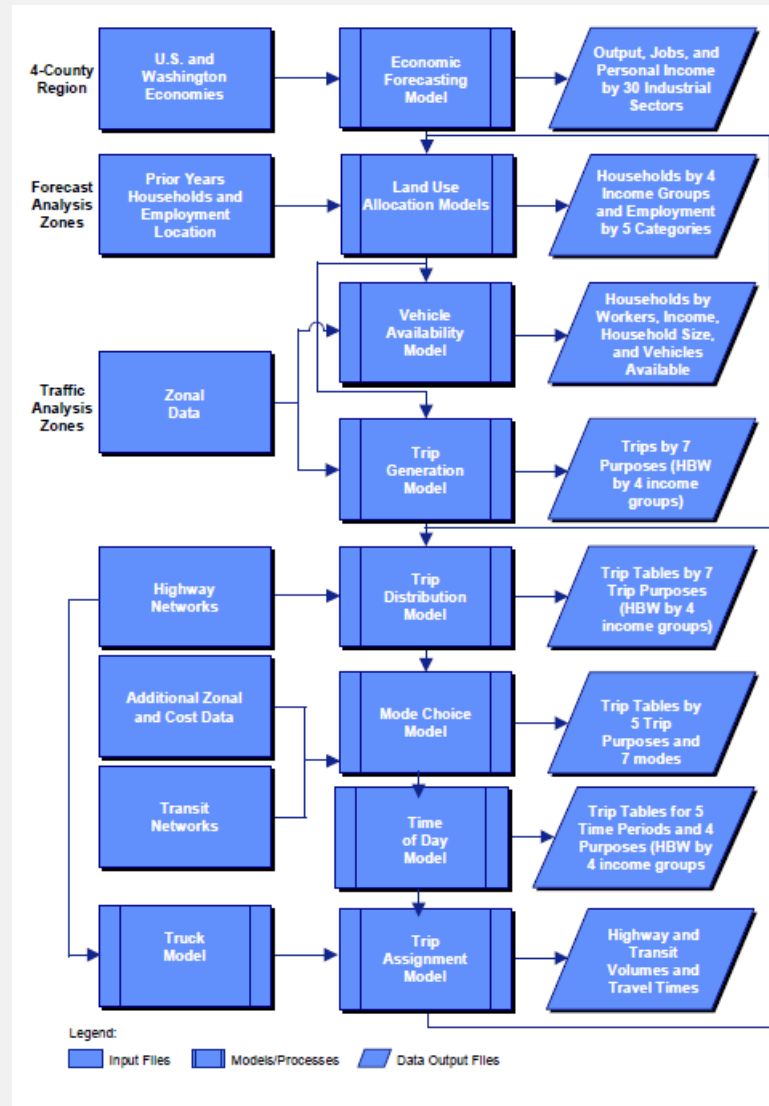 4-County
Region
U.S. and
Washington
Economies
Economic
Forecasting
Model
Output, Jobs, and
Personal Income
by 30 Industrial
Sectors
Forecast
Analysis
Zones
Prior Years
Households and
Employment
Location
Land Use
Allocation Models
Households by 4
Income Groups
and Employment
by 5 Categories
Vehicle
Availability
Model
Households by
Workers, Income,
Household Size,
and Vehicles
Available
Traffic
Analysis
Zones
Zonal
Data
Trip
Generation
Model
Trips by 7
Purposes (HBW
by 4 income
groups)
Highway
Networks
Trip
Distribution
Model
Trip Tables by 7
Trip Purposes
(HBW by 4
income groups)
Additional Zonal
and Cost Data
Mode Choice
Model
Trip Tables by
5 Trip
Purposes and
7 modes
Transit
Networks
Time
of Day
Model
Trip Tables for 5
Time Periods and 4
Purposes (HBW by
4 income groups
Truck
Model
Trip
Assignment
Model
Highway and
Transit
Volumes and
Travel Times
Legend:
Input Files
Models/Processes
Data Output Files